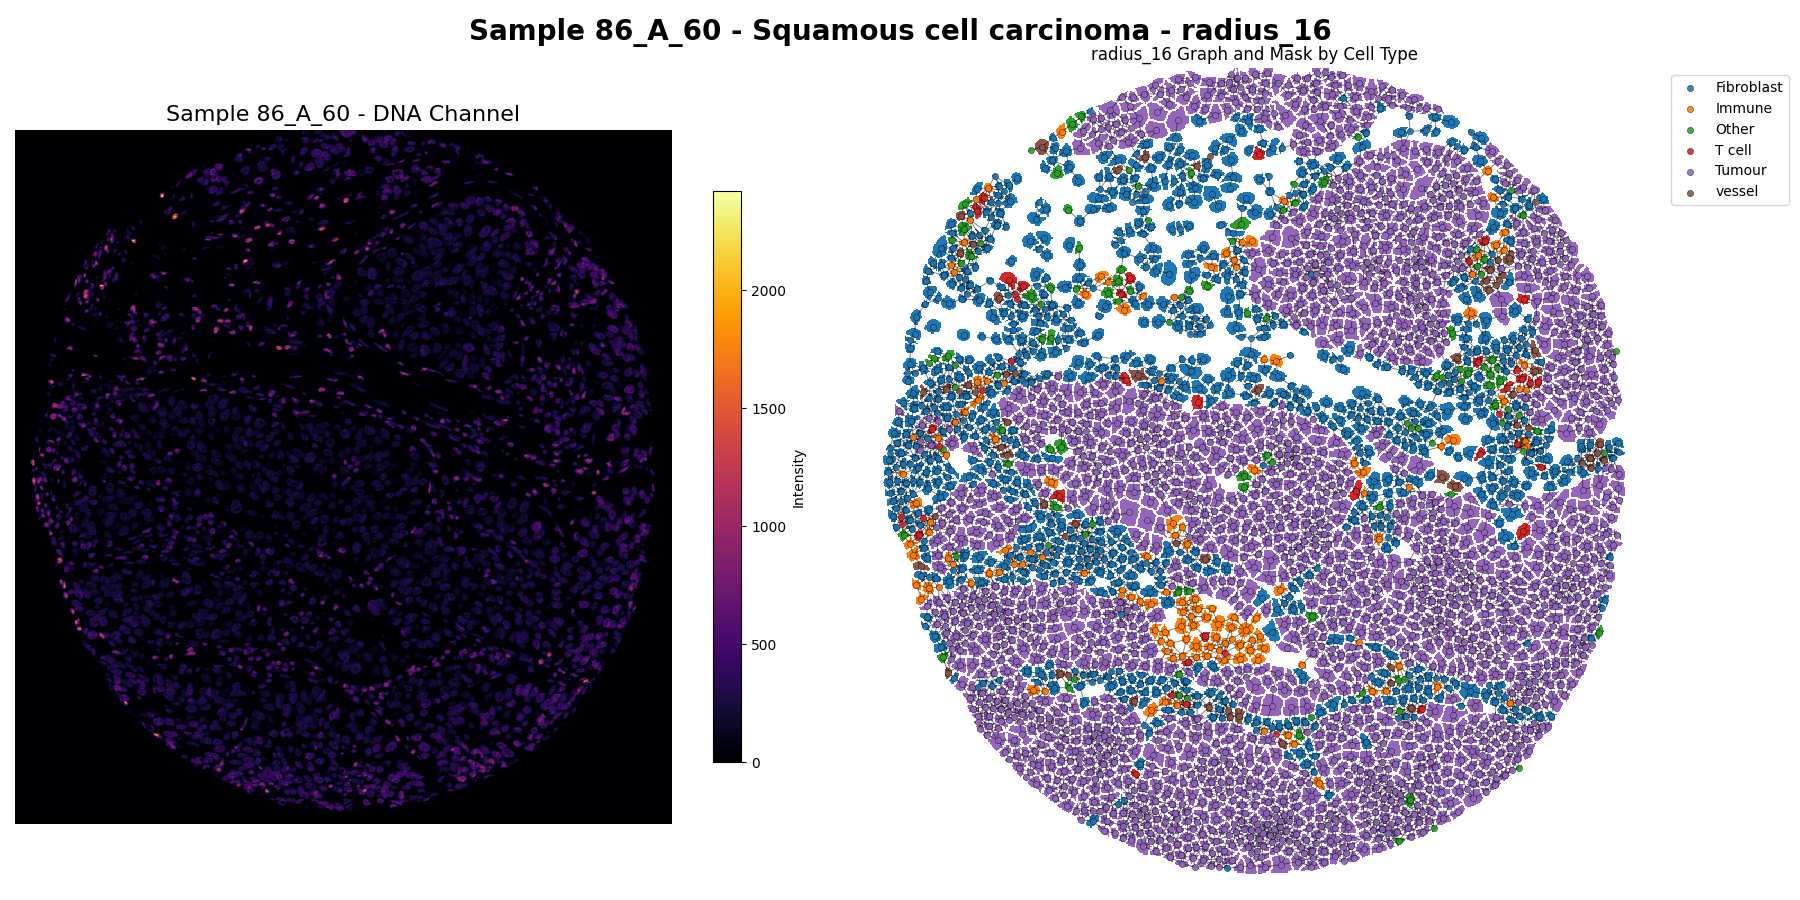 Sample 86_A_60 - Squamous cell carcinoma - radius_16
radius_16 Graph and Mask by Cell Type
Sample 86_A_60 - DNA Channel
Fibroblast
Immune
Other
T cell
Tumour
vessel
2000
1500
1000
500
0
Intensity